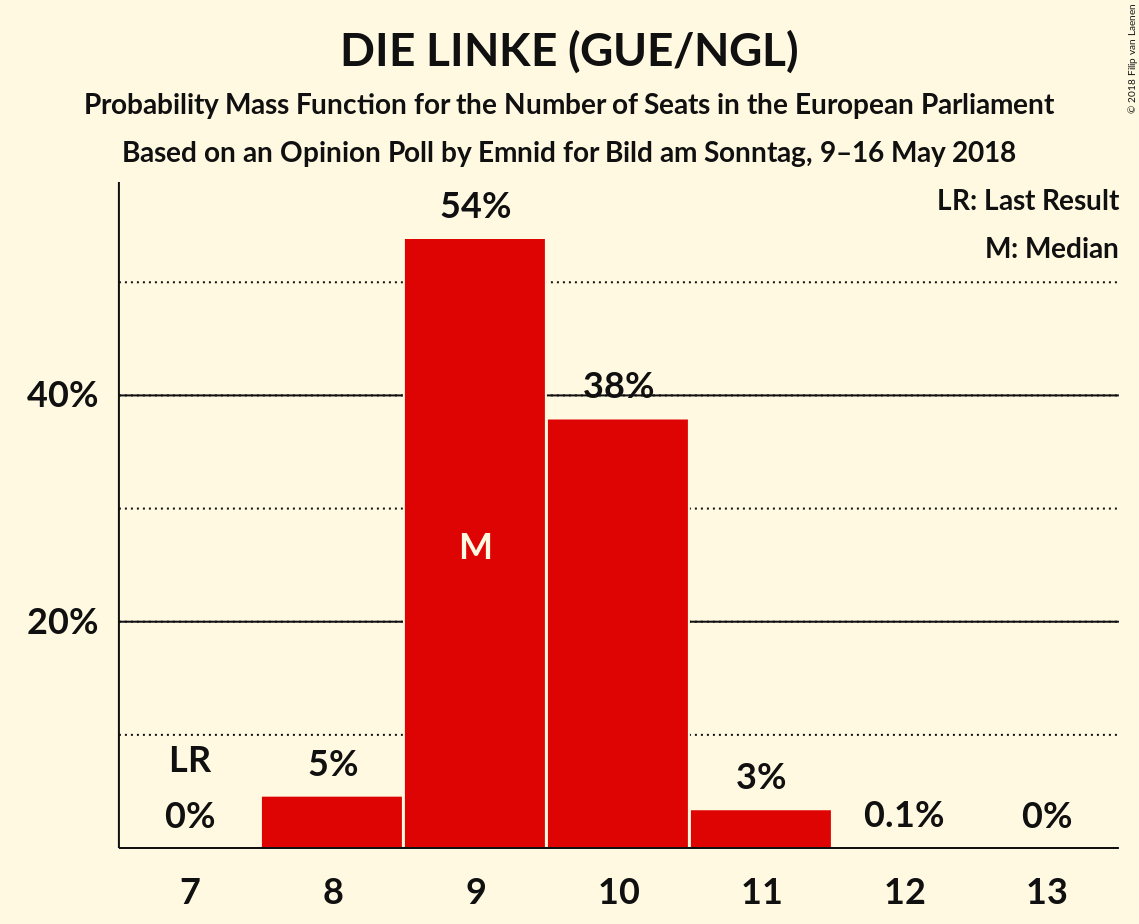 DIE LINKE (GUE/NGL)
Probability Mass Function for the Number of Seats in the European Parliament
Based on an Opinion Poll by Emnid for Bild am Sonntag, 9–16 May 2018
© 2018 Filip van Laenen
LR: Last Result
M: Median
54%
40%
38%
M
20%
LR
0%
5%
3%
0.1%
0%
7 8 9 10 11 12 13